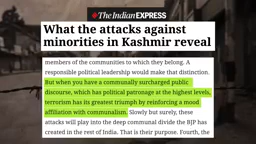 The Indian EXPRESS
What the attacks against
minorities in Kashmir reveal
members of the communities to which they belong. A
responsible political leadership would make that distinction.
But when you have a communally surcharged public
discourse, which has political patronage at the highest levels,
terrorism has its greatest triumph by reinforcing a mood
affiliation with communalism. Slowly but surely, these
attacks will play into the deep communal divide the BJP has
created in the rest of India. That is their purpose. Fourth, the